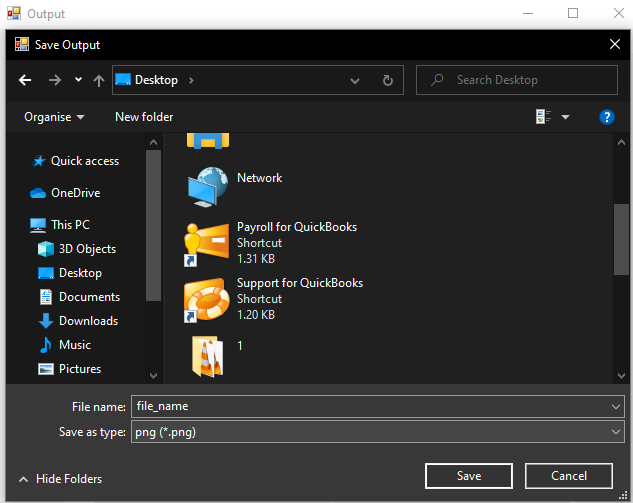 Output
Save Output
Desktop
Search Desktop
Organise
New folder
Quick access
OneDrive
This PC
3D Objects
Desktop
Documents
Downloads
Music
Pictures
Network
Payroll for QuickBooks
Shortcut
1.31 KB
Support for QuickBooks
Shortcut
1.20 KB
1
File name: file_name
Save as type: png (*.png)
Hide Folders
Save
Cancel